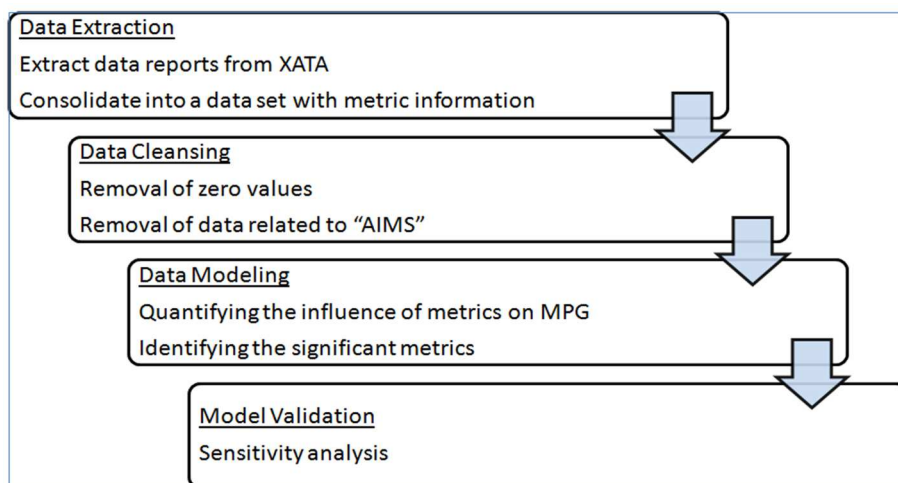 Data Extraction
Extract data reports from XATA
Consolidate into a data set with metric information
Data Cleansing
Removal of zero values
Removal of data related to “AIMS”
Data Modeling
Quantifying the influence of metrics on MPG
Identifying the significant metrics
Model Validation
Sensitivity analysis